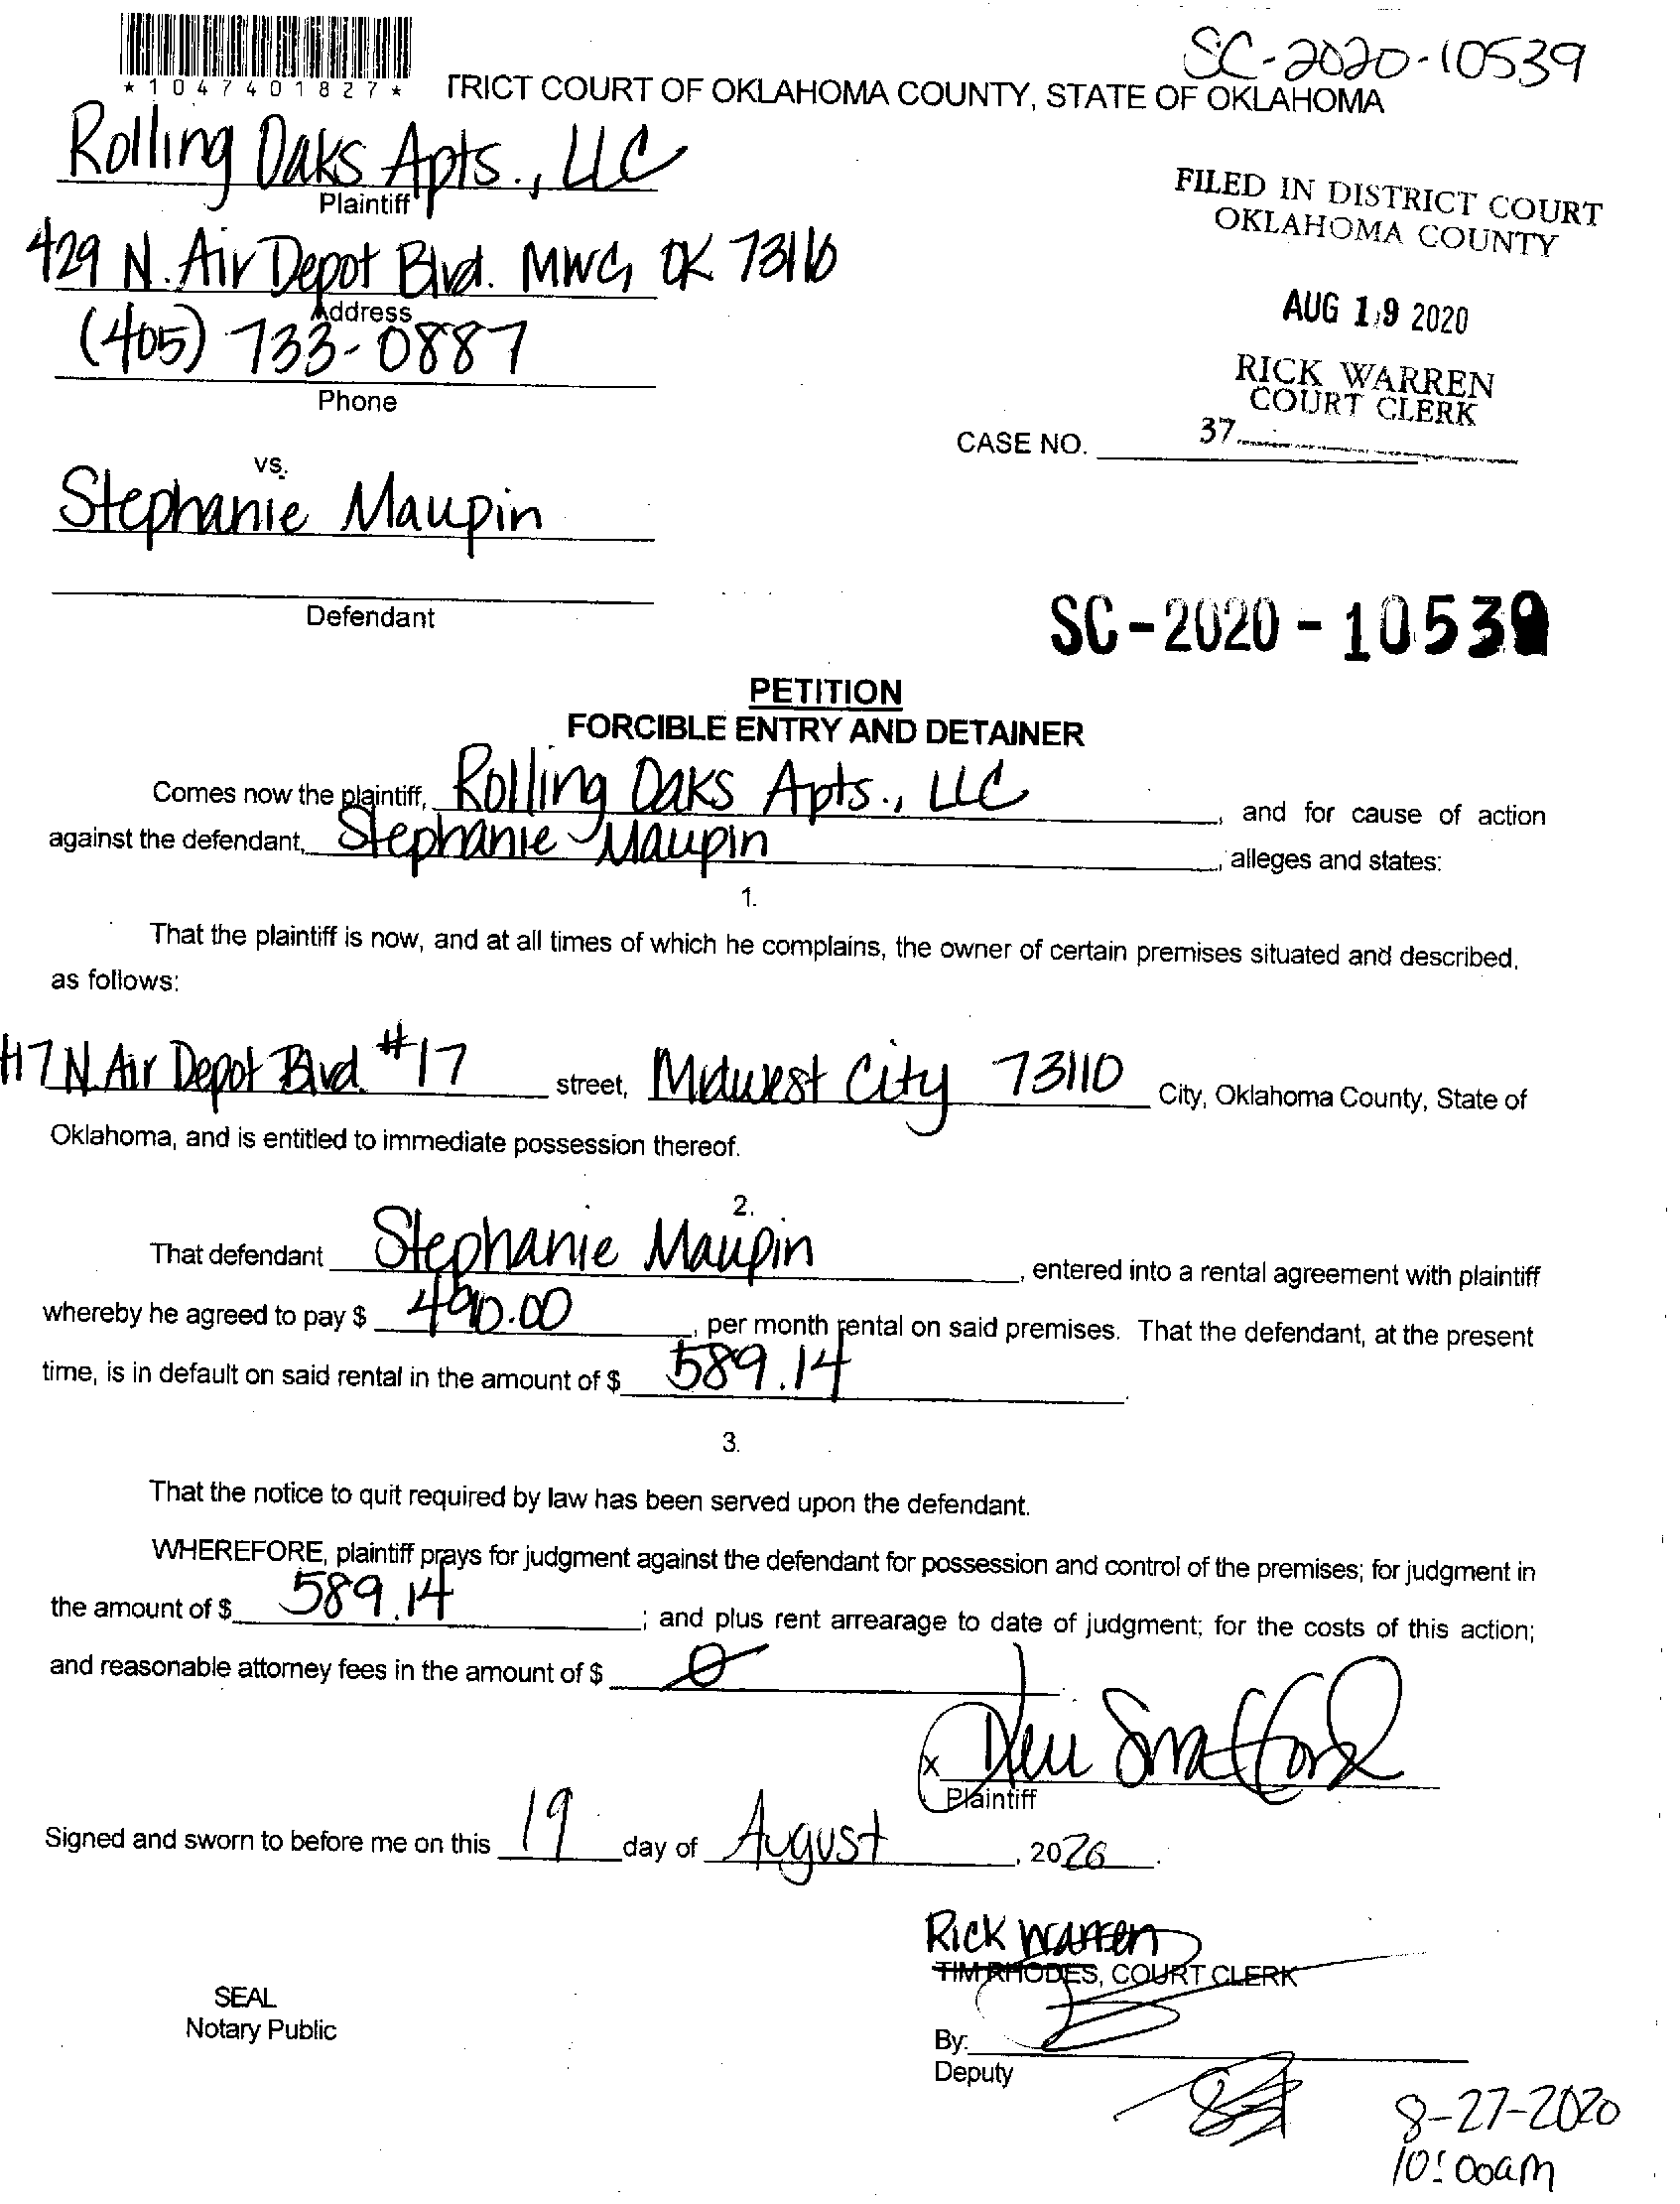 SC-2020-10539
*1047401827*
TRICT COURT OF OKLAHOMA COUNTY, STATE OF OKLAHOMA
Rolling Oaks Apts., LLC
Plaintiff
FILED IN DISTRICT COURT
OKLAHOMA COUNTY
429 N. Air Depot Blvd. MWC, OK 73110
Address
AUG 19 2020
(405) 733-0887
Phone
RICK WARREN
COURT CLERK
CASE NO.
37
vs.
Stephanie Maupin
Defendant
SC-2020-10539
PETITION
FORCIBLE ENTRY AND DETAINER
Comes now the plaintiff, Rolling Oaks Apts., LLC, and for cause of action
against the defendant, Stephanie Maupin, alleges and states:
1.
That the plaintiff is now, and at all times of which he complains, the owner of certain premises situated and described,
as follows:
417 N Air Depot Blvd. #17 street, Midwest City 73110 City, Oklahoma County, State of
Oklahoma, and is entitled to immediate possession thereof.
2.
That defendant Stephanie Maupin, entered into a rental agreement with plaintiff
whereby he agreed to pay $ 490.00, per month rental on said premises. That the defendant, at the present
time, is in default on said rental in the amount of $ 589.14.
3.
That the notice to quit required by law has been served upon the defendant.
WHEREFORE, plaintiff prays for judgment against the defendant for possession and control of the premises; for judgment in
the amount of $ 589.14; and plus rent arrearage to date of judgment; for the costs of this action;
and reasonable attorney fees in the amount of $ 0.
x
Plaintiff
Signed and sworn to before me on this 19 day of August, 2020.
Rick Warren
TIM RHODES, COURT CLERK
SEAL
Notary Public
By:
Deputy
8-27-2020
10:00am